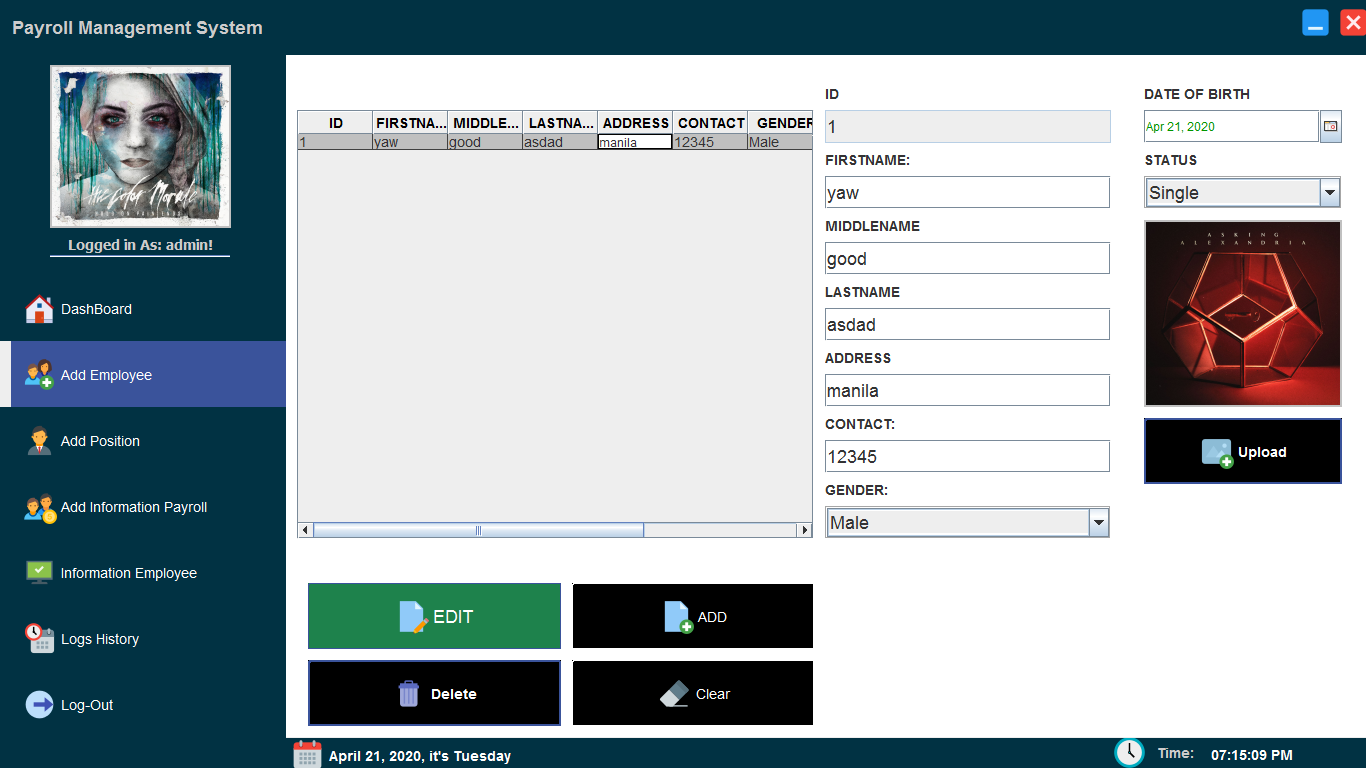 Payroll Management System
Logged in As: admin!
DashBoard
Add Employee
Add Position
Add Information Payroll
Information Employee
Logs History
Log-Out
ID FIRSTNA... MIDDLE... LASTNA... ADDRESS CONTACT GENDER
1 yaw good asdad manila 12345 Male
EDIT
ADD
Delete
Clear
ID
1
FIRSTNAME:
yaw
MIDDLENAME
good
LASTNAME
asdad
ADDRESS
manila
CONTACT:
12345
GENDER:
Male
DATE OF BIRTH
Apr 21, 2020
STATUS
Single
ASKING
ALEXANDRIA
Upload
April 21, 2020, it's Tuesday
Time: 07:15:09 PM